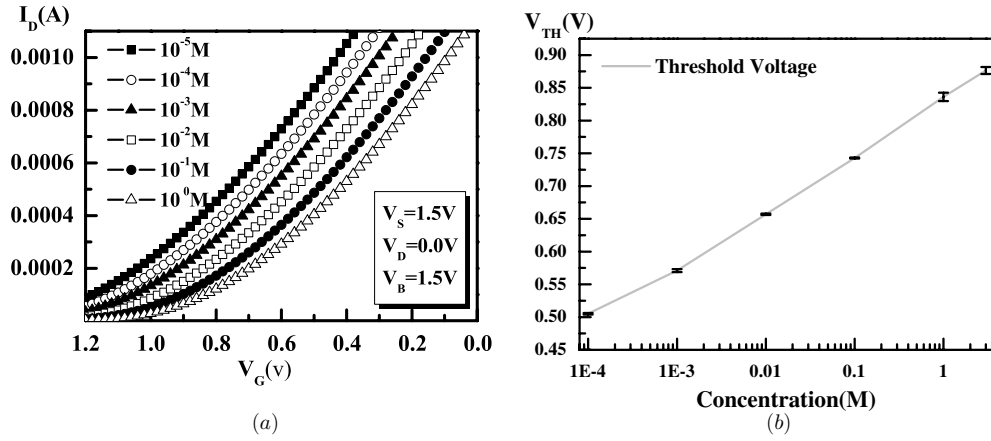 I_D(A)
0.0010
0.0008
0.0006
0.0004
0.0002
10^-5M
10^-4M
10^-3M
10^-2M
10^-1M
10^0M
V_S=1.5V
V_D=0.0V
V_B=1.5V
1.2 1.0 0.8 0.6 0.4 0.2 0.0
V_G(v)
(a)
V_TH(V)
0.90
0.85
0.80
0.75
0.70
0.65
0.60
0.55
0.50
0.45
Threshold Voltage
1E-4 1E-3 0.01 0.1 1
Concentration(M)
(b)